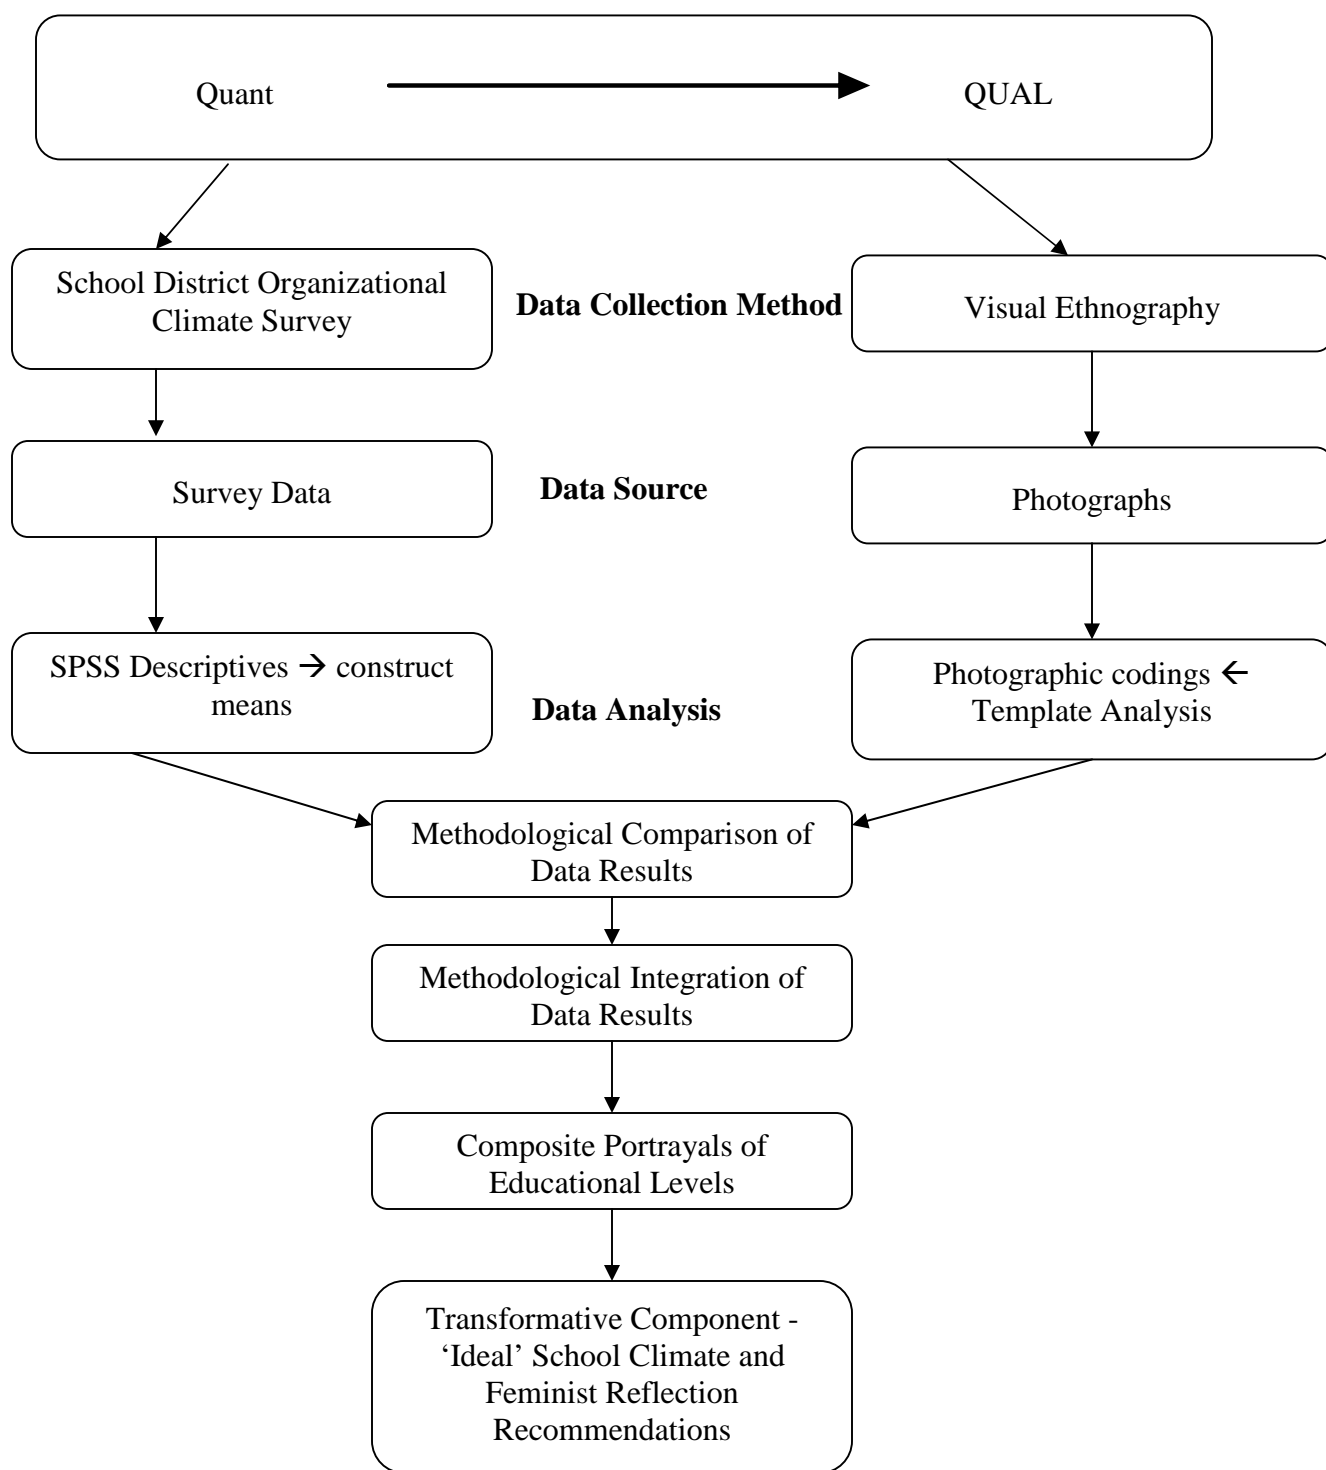 Quant
QUAL
School District Organizational
Climate Survey
Data Collection Method
Visual Ethnography
Survey Data
Data Source
Photographs
SPSS Descriptives → construct
means
Data Analysis
Photographic codings ←
Template Analysis
Methodological Comparison of
Data Results
Methodological Integration of
Data Results
Composite Portrayals of
Educational Levels
Transformative Component -
‘Ideal’ School Climate and
Feminist Reflection
Recommendations